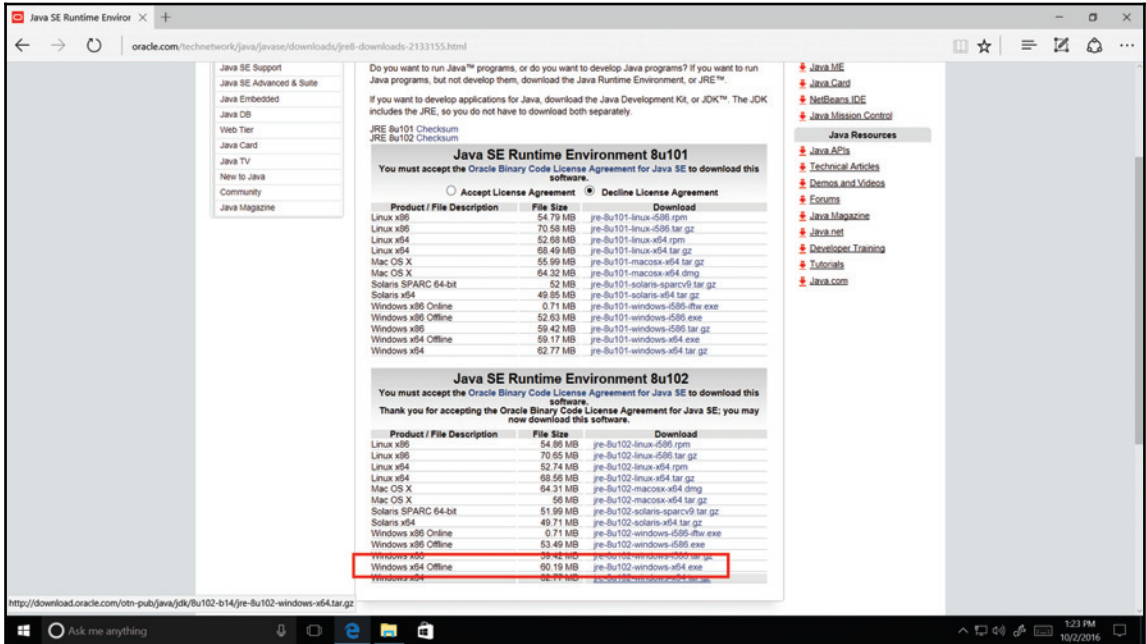 Java SE Runtime Enviror
oracle.com/technetwork/java/javase/downloads/jre8-downloads-2133155.html
Java SE Support
Java SE Advanced & Suite
Java Embedded
Java DB
Web Tier
Java Card
Java TV
New to Java
Community
Java Magazine
Do you want to run Java™ programs, or do you want to develop Java programs? If you want to run
Java programs, but not develop them, download the Java Runtime Environment, or JRE™.
If you want to develop applications for Java, download the Java Development Kit, or JDK™. The JDK
includes the JRE, so you do not have to download both separately.
JRE 8u101 Checksum
JRE 8u102 Checksum
Java SE Runtime Environment 8u101
You must accept the Oracle Binary Code License Agreement for Java SE to download this
software.
Accept License Agreement Decline License Agreement
Product / File Description File Size Download
Linux x86 54.79 MB jre-8u101-linux-i586.rpm
Linux x86 70.58 MB jre-8u101-linux-i586.tar.gz
Linux x64 52.68 MB jre-8u101-linux-x64.rpm
Linux x64 68.49 MB jre-8u101-linux-x64.tar.gz
Mac OS X 55.99 MB jre-8u101-macosx-x64.tar.gz
Mac OS X 64.32 MB jre-8u101-macosx-x64.dmg
Solaris SPARC 64-bit 52 MB jre-8u101-solaris-sparcv9.tar.gz
Solaris x64 49.85 MB jre-8u101-solaris-x64.tar.gz
Windows x86 Online 0.71 MB jre-8u101-windows-i586-iftw.exe
Windows x86 Offline 52.63 MB jre-8u101-windows-i586.exe
Windows x86 59.42 MB jre-8u101-windows-i586.tar.gz
Windows x64 Offline 59.17 MB jre-8u101-windows-x64.exe
Windows x64 62.77 MB jre-8u101-windows-x64.tar.gz
Java SE Runtime Environment 8u102
You must accept the Oracle Binary Code License Agreement for Java SE to download this
software.
Thank you for accepting the Oracle Binary Code License Agreement for Java SE; you may
now download this software.
Product / File Description File Size Download
Linux x86 54.86 MB jre-8u102-linux-i586.rpm
Linux x86 70.65 MB jre-8u102-linux-i586.tar.gz
Linux x64 52.74 MB jre-8u102-linux-x64.rpm
Linux x64 68.56 MB jre-8u102-linux-x64.tar.gz
Mac OS X 64.31 MB jre-8u102-macosx-x64.dmg
Mac OS X 56 MB jre-8u102-macosx-x64.tar.gz
Solaris SPARC 64-bit 51.99 MB jre-8u102-solaris-sparcv9.tar.gz
Solaris x64 49.71 MB jre-8u102-solaris-x64.tar.gz
Windows x86 Online 0.71 MB jre-8u102-windows-i586-iftw.exe
Windows x86 Offline 53.49 MB jre-8u102-windows-i586.exe
Windows x86 59.42 MB jre-8u102-windows-i586.tar.gz
Windows x64 Offline 60.19 MB jre-8u102-windows-x64.exe
Windows x64 62.77 MB jre-8u102-windows-x64.tar.gz
Java ME
Java Card
NetBeans IDE
Java Mission Control
Java Resources
Java APIs
Technical Articles
Demos and Videos
Forums
Java Magazine
Java.net
Developer Training
Tutorials
Java.com
http://download.oracle.com/otn-pub/java/jdk/8u102-b14/jre-8u102-windows-x64.tar.gz
Ask me anything
1:23 PM
10/2/2016